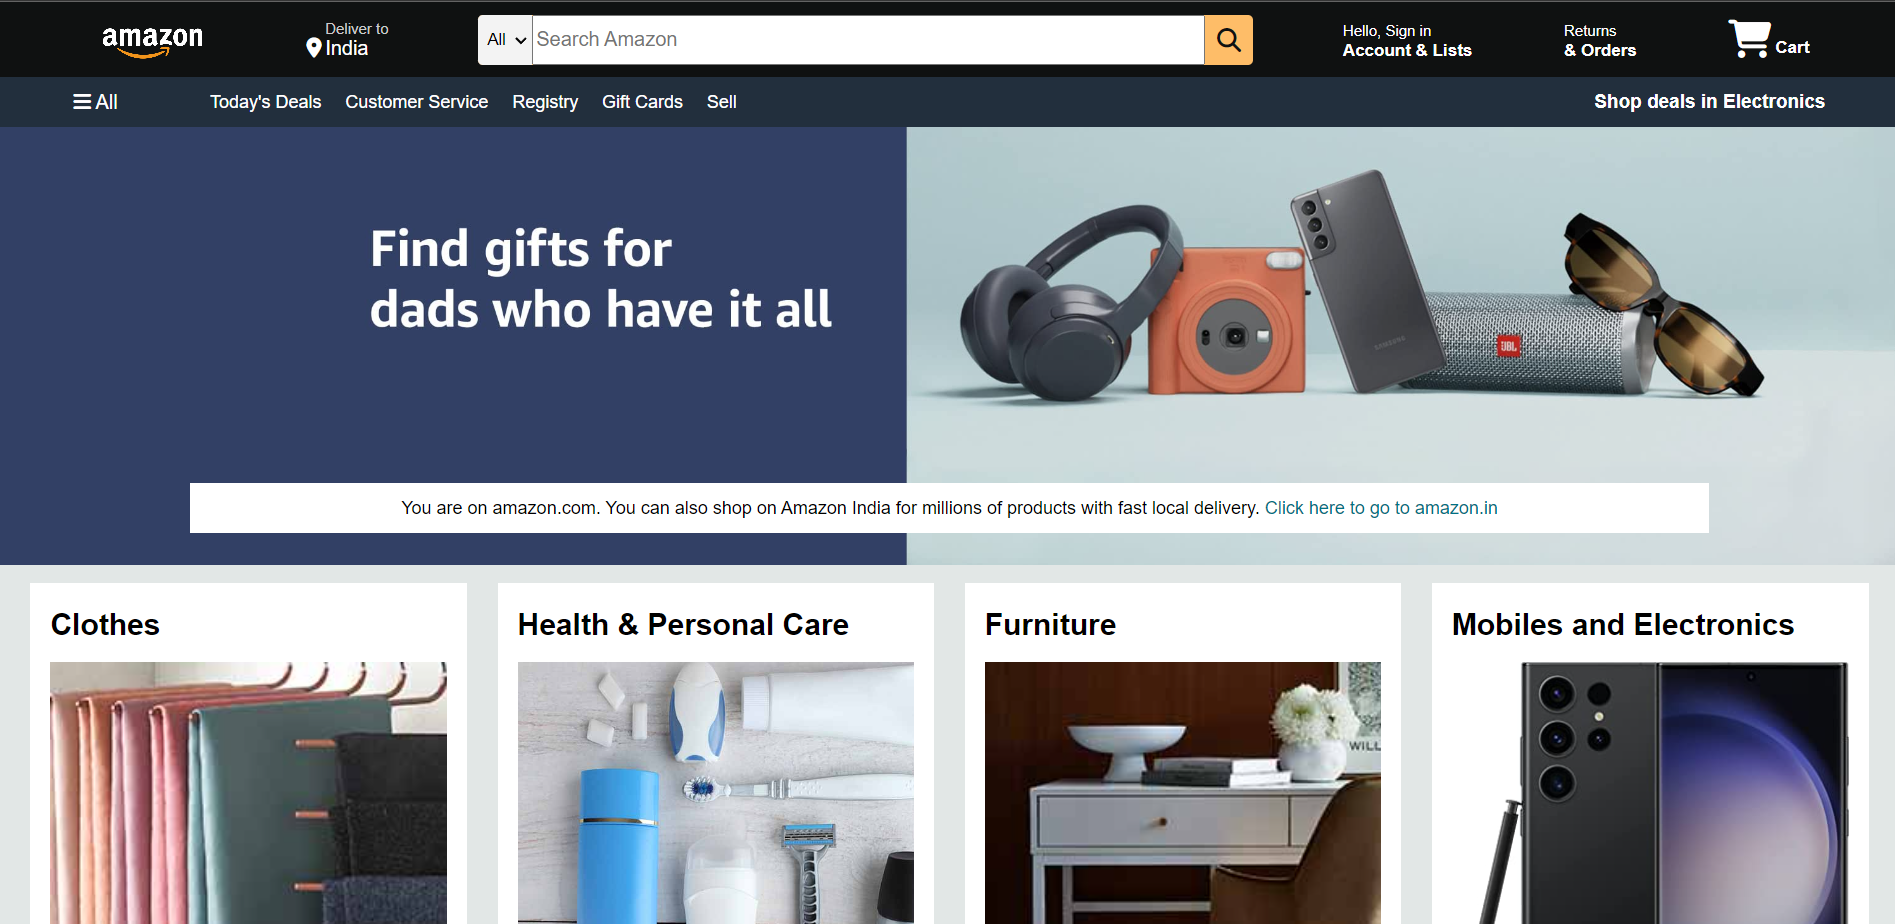 amazon
Deliver to
India
All
Search Amazon
Hello, Sign in
Account & Lists
Returns
& Orders
Cart
All
Today's Deals
Customer Service
Registry
Gift Cards
Sell
Shop deals in Electronics
Find gifts for
dads who have it all
SAMSUNG
JBL
You are on amazon.com. You can also shop on Amazon India for millions of products with fast local delivery. Click here to go to amazon.in
Clothes
Health & Personal Care
Furniture
Mobiles and Electronics
WILL